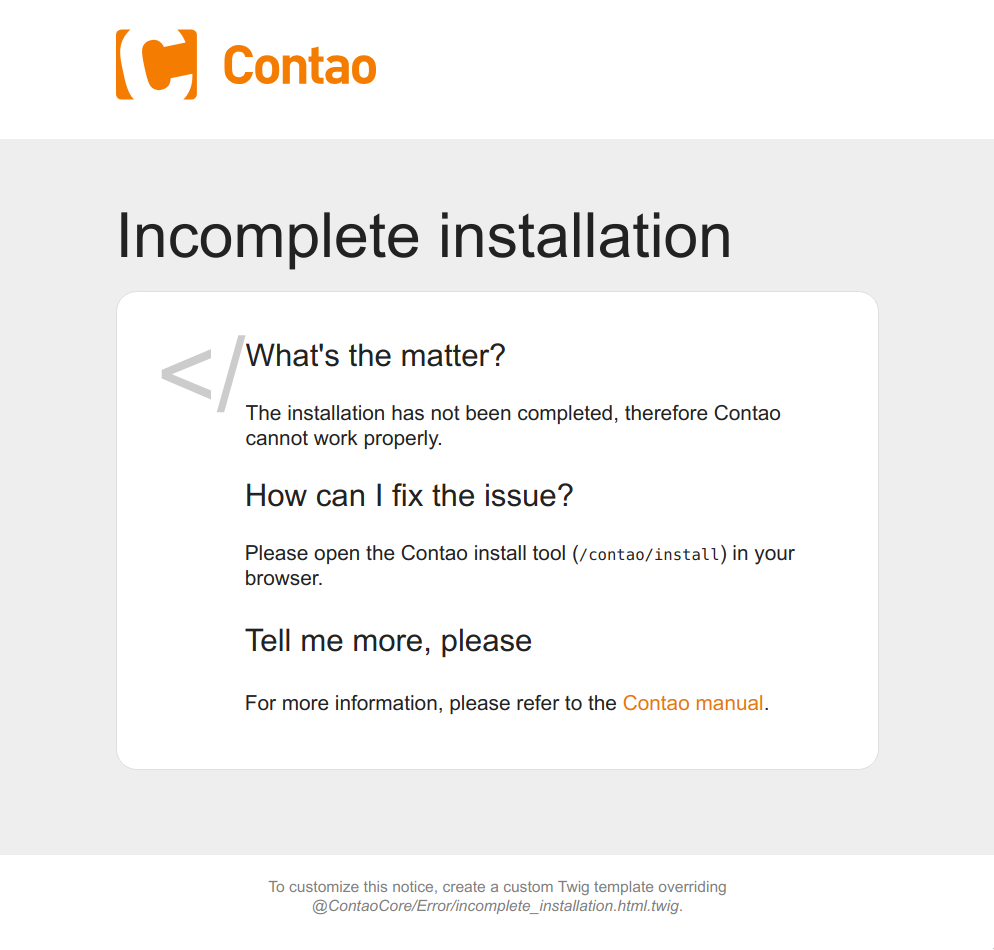 Contao
Incomplete installation
</
What's the matter?
The installation has not been completed, therefore Contao
cannot work properly.
How can I fix the issue?
Please open the Contao install tool (/contao/install) in your
browser.
Tell me more, please
For more information, please refer to the Contao manual.
To customize this notice, create a custom Twig template overriding
@ContaoCore/Error/incomplete_installation.html.twig.